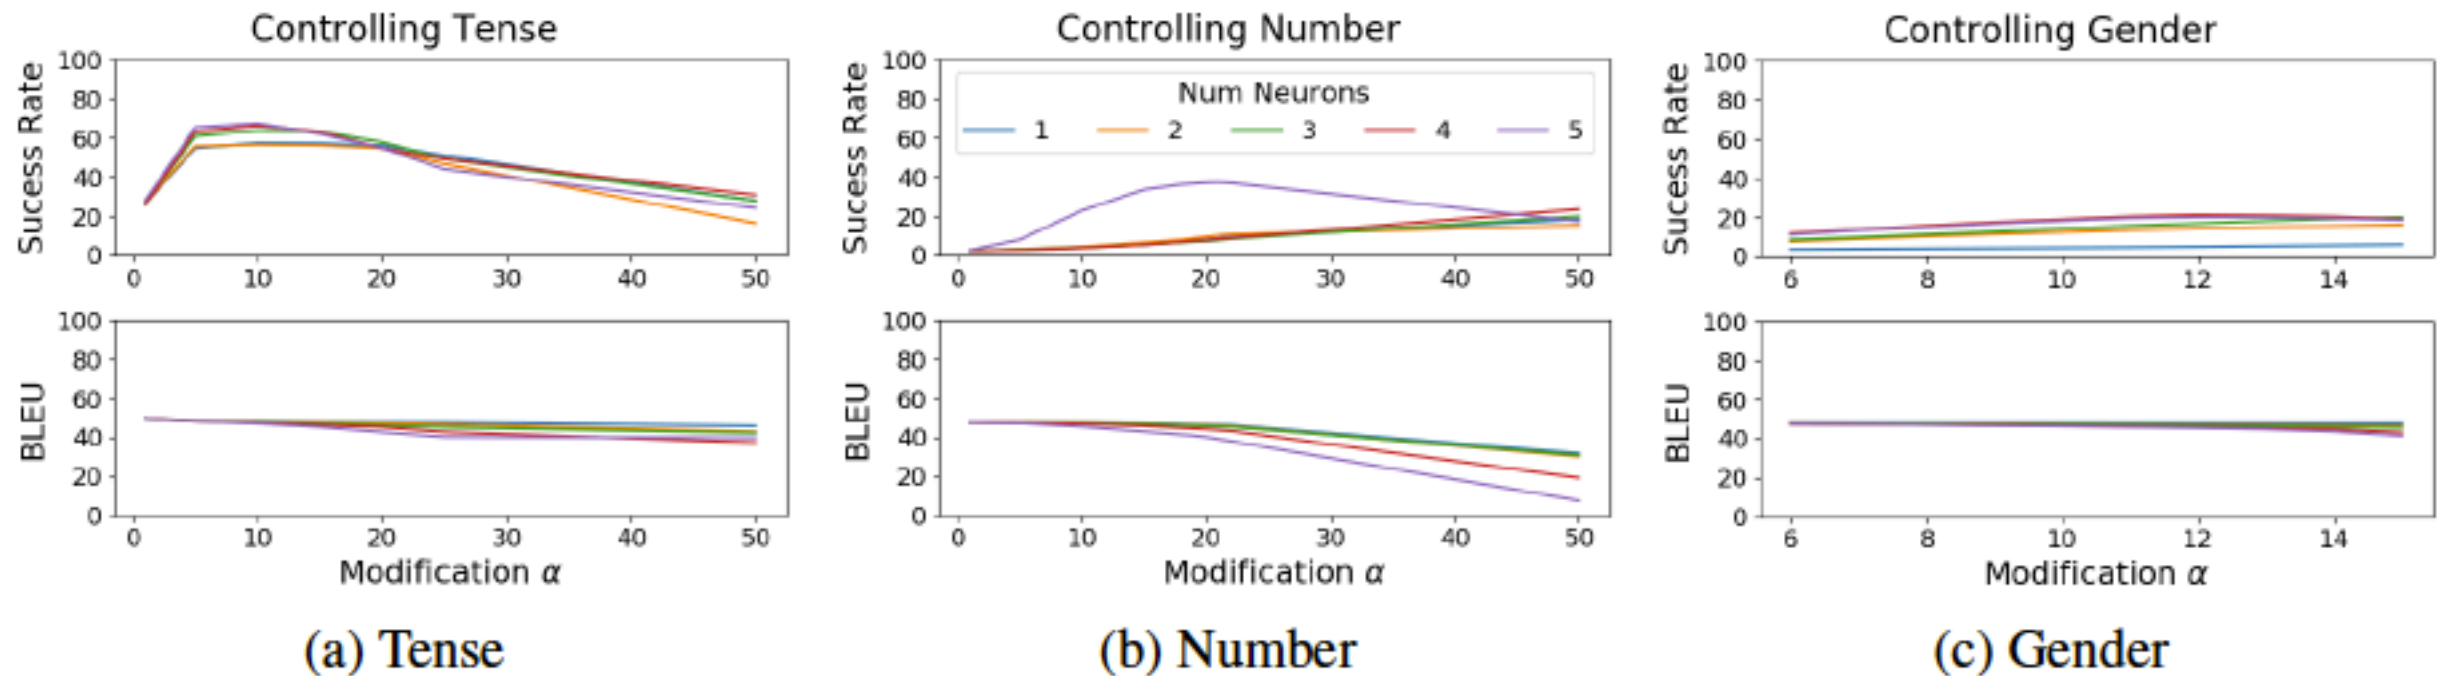 Controlling Tense
Sucess Rate
100
80
60
40
20
0
0 10 20 30 40 50
BLEU
100
80
60
40
20
0
0 10 20 30 40 50
Modification α
(a) Tense
Controlling Number
Sucess Rate
100
80
60
40
20
0
Num Neurons
1 2 3 4 5
0 10 20 30 40 50
BLEU
100
80
60
40
20
0
0 10 20 30 40 50
Modification α
(b) Number
Controlling Gender
Sucess Rate
100
80
60
40
20
0
6 8 10 12 14
BLEU
100
80
60
40
20
0
6 8 10 12 14
Modification α
(c) Gender